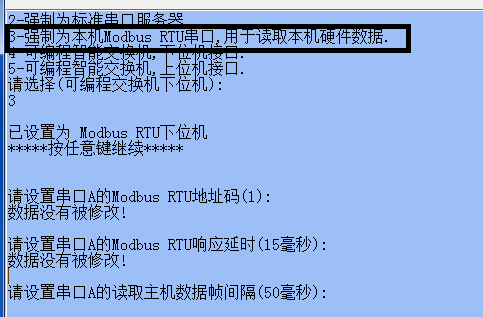 2-强制为标准串口服务器
3-强制为本机Modbus RTU串口,用于读取本机硬件数据.
4-可编程智能交换机,下位机接口.
5-可编程智能交换机,上位机接口.
请选择(可编程交换机下位机):
3
已设置为 Modbus RTU下位机
*****按任意键继续*****
请设置串口A的Modbus RTU地址码(1):
数据没有被修改!
请设置串口A的Modbus RTU响应延时(15毫秒):
数据没有被修改!
请设置串口A的读取主机数据帧间隔(50毫秒):